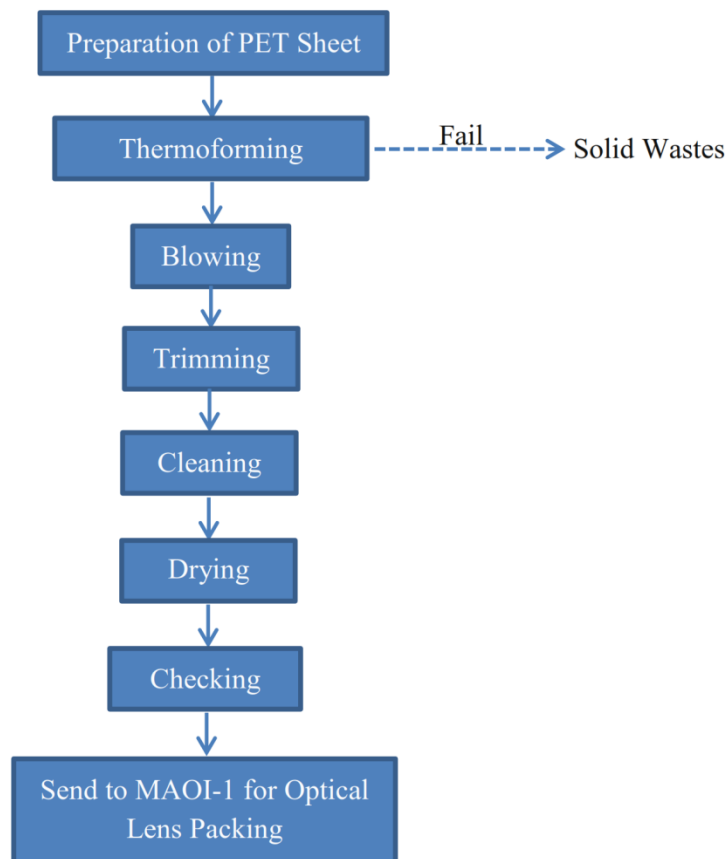 Preparation of PET Sheet
Thermoforming
Fail
Solid Wastes
Blowing
Trimming
Cleaning
Drying
Checking
Send to MAOI-1 for Optical
Lens Packing